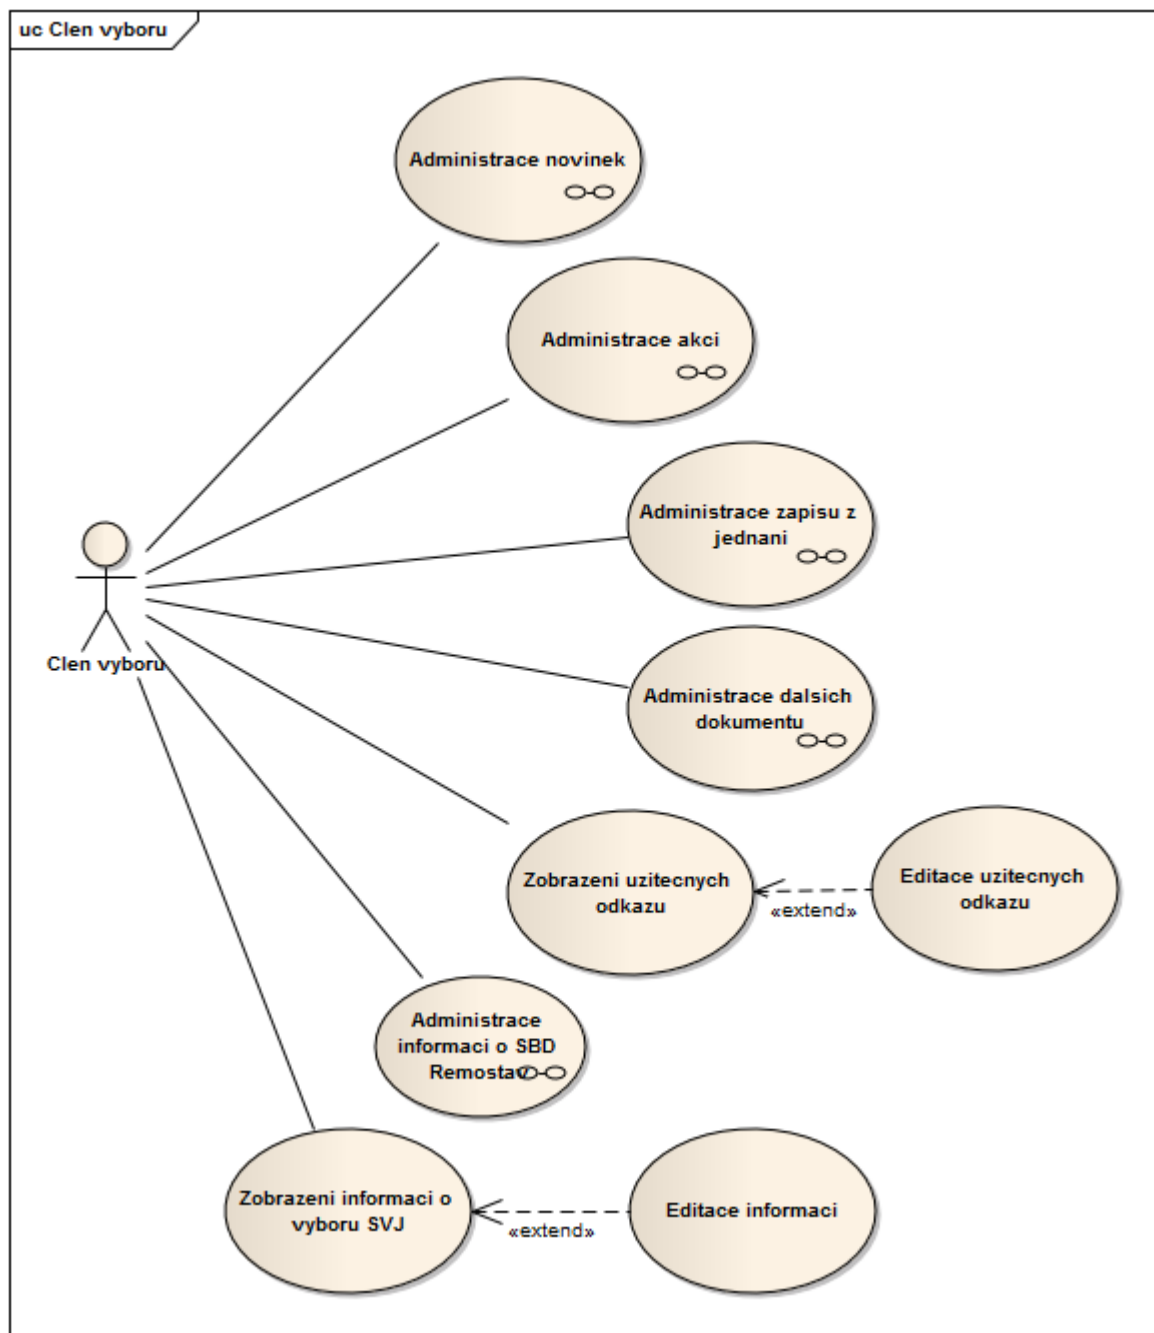 uc Clen vyboru
Administrace novinek
Administrace akci
Administrace zapisu z
jednani
Clen vyboru
Administrace dalsich
dokumentu
Zobrazeni uzitecnych
odkazu
«extend»
Editace uzitecnych
odkazu
Administrace
informaci o SBD
Remostav
Zobrazeni informaci o
vyboru SVJ
«extend»
Editace informaci